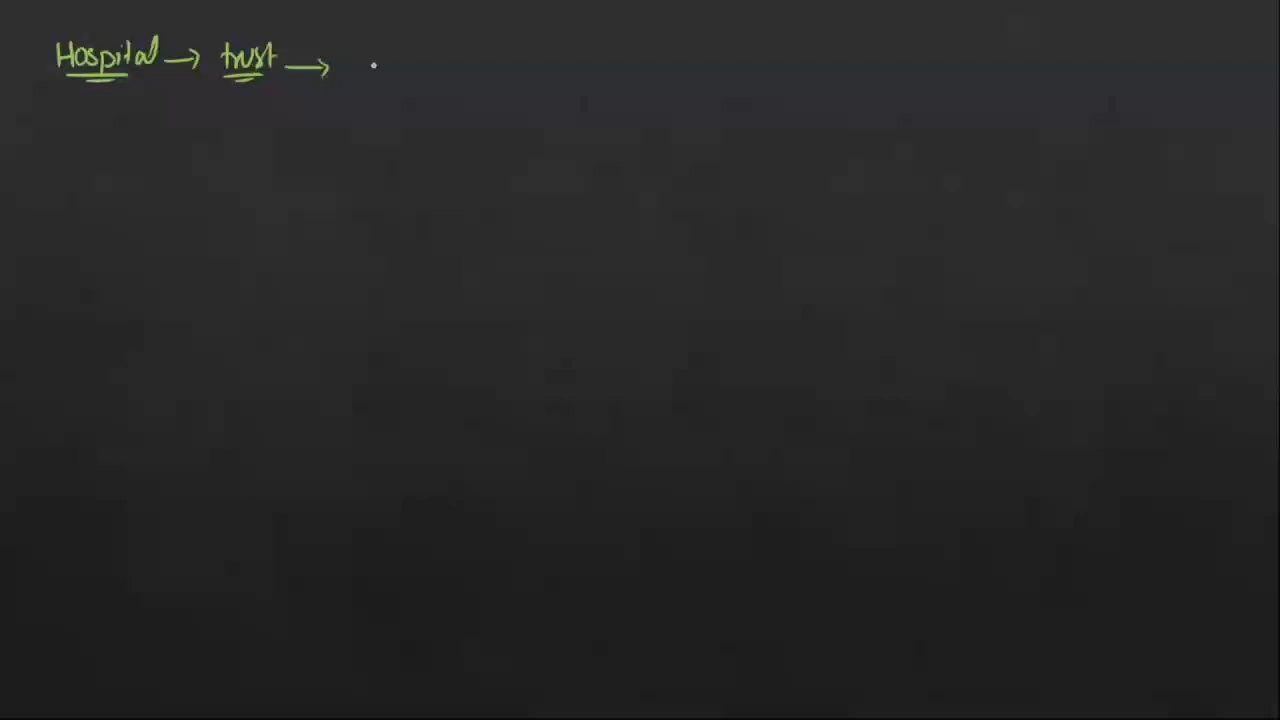 Hospital → trust →